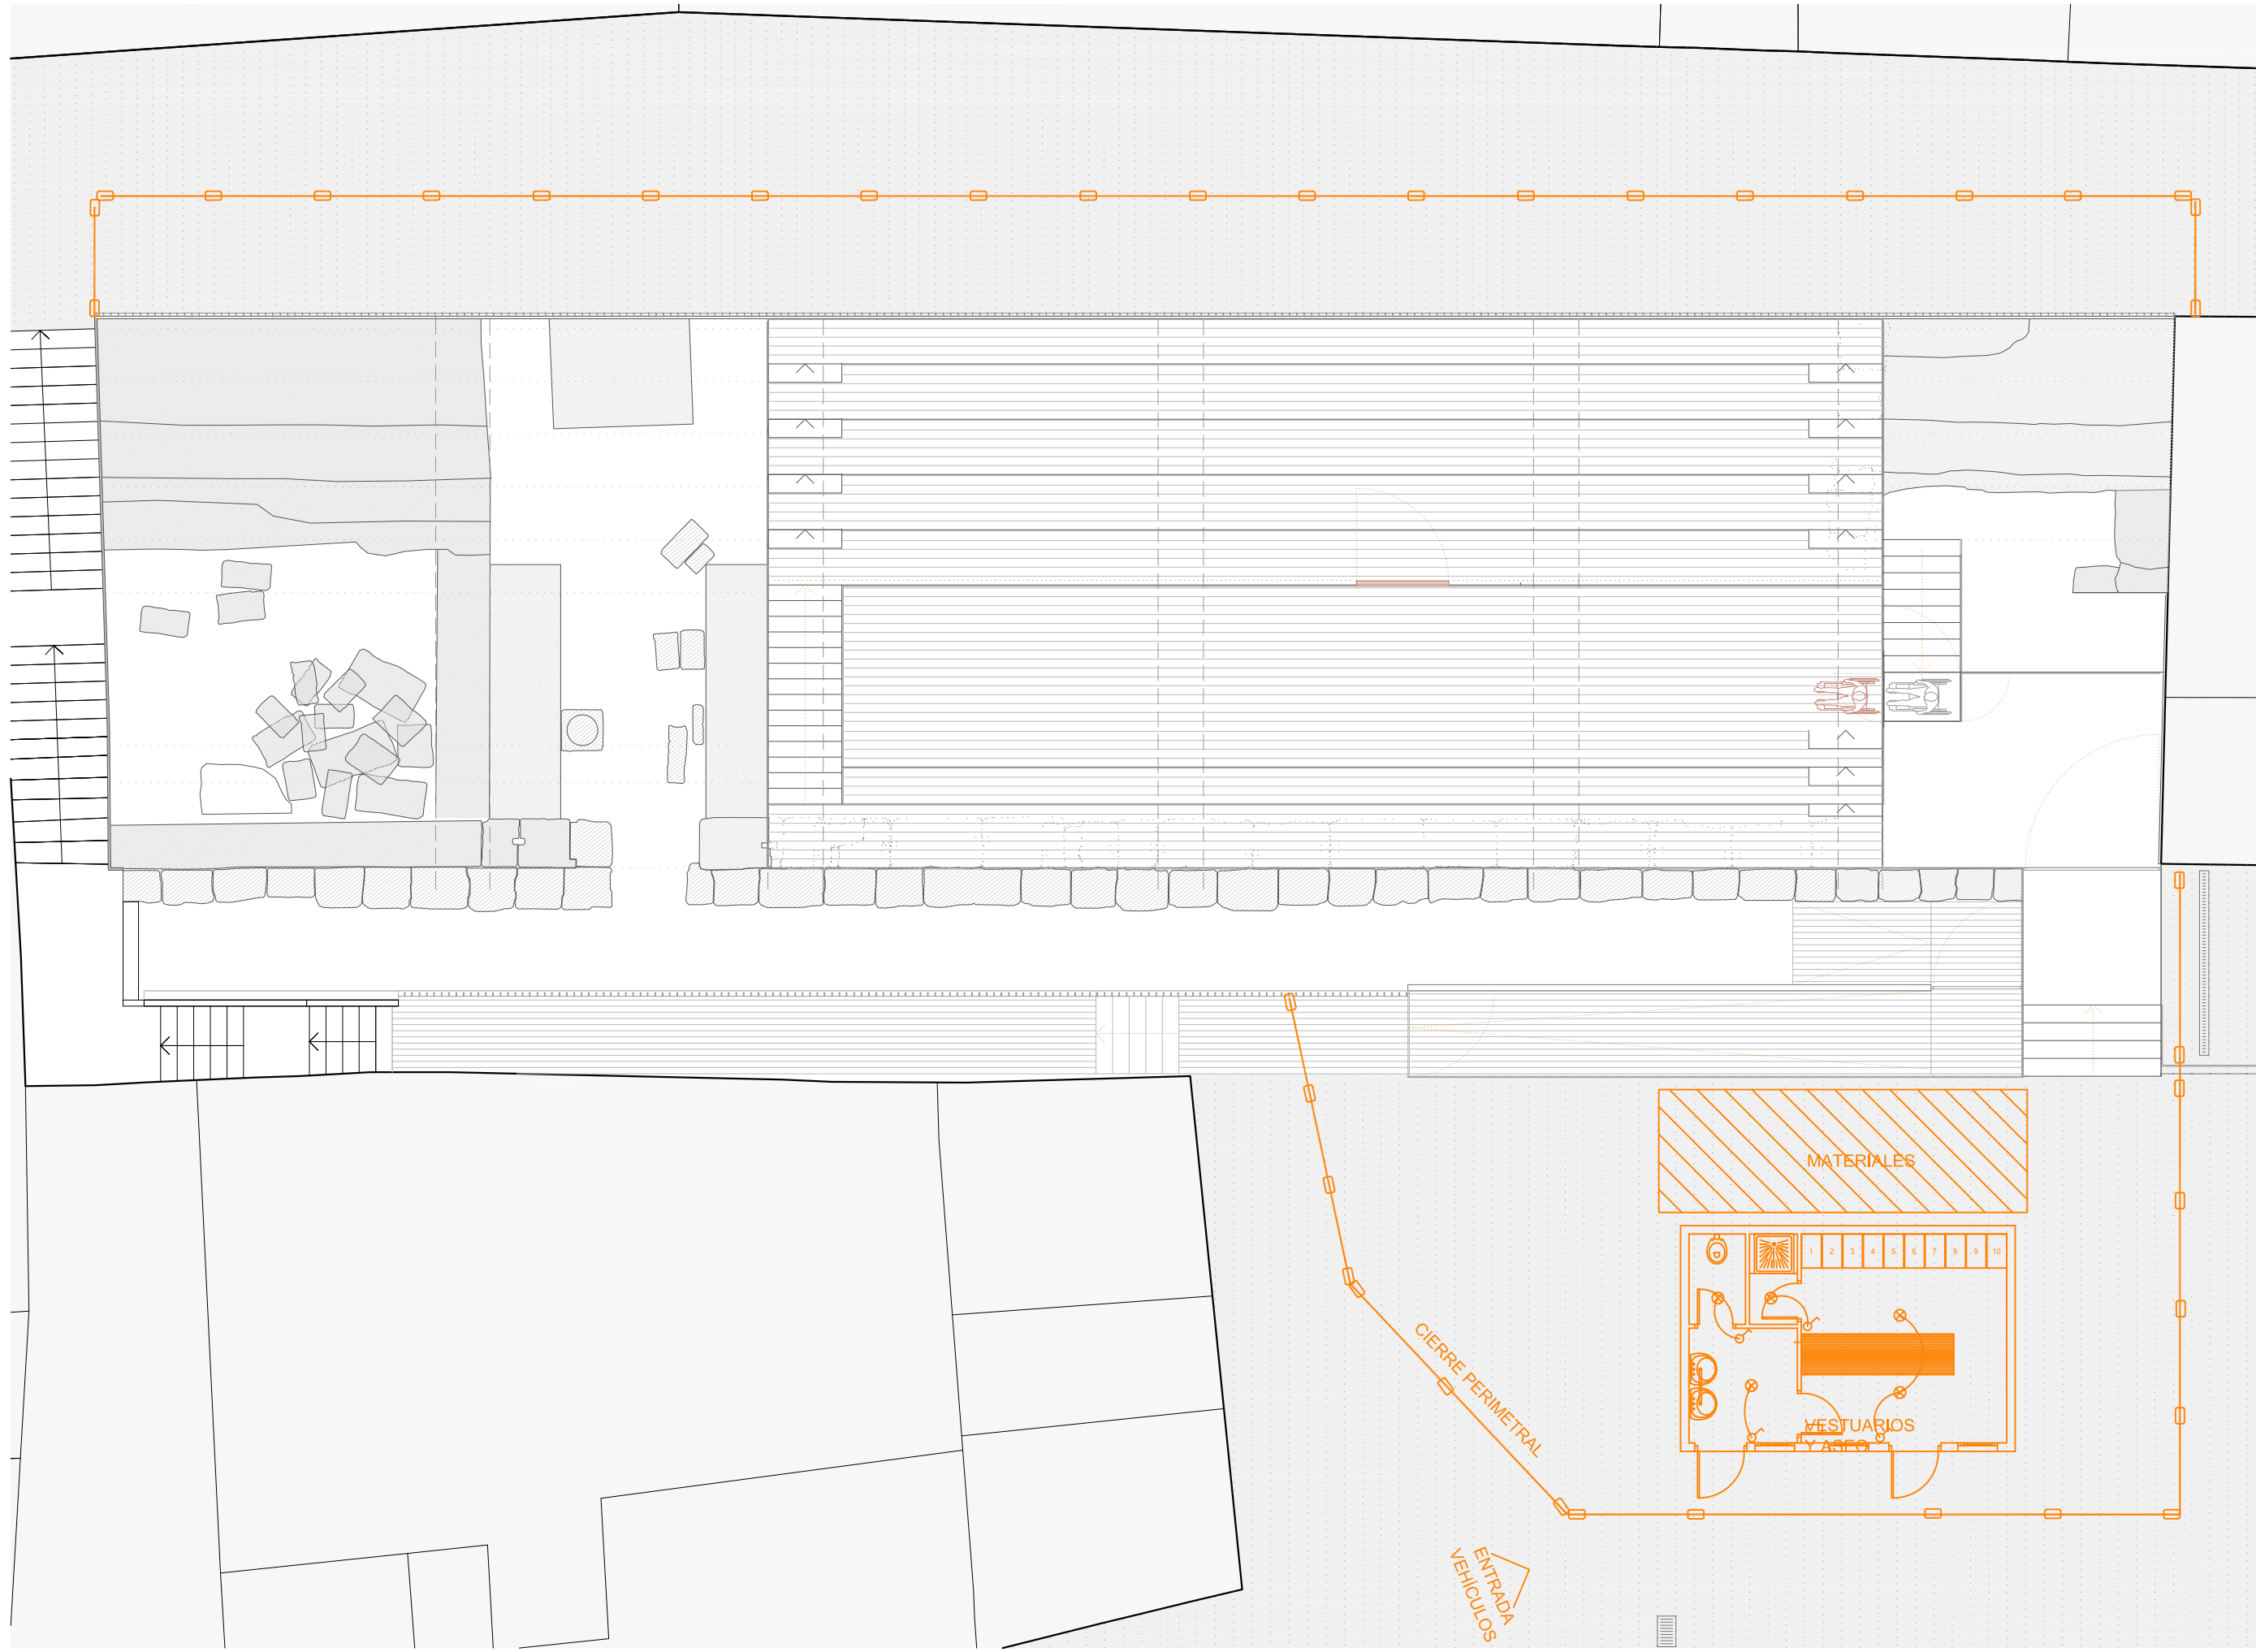 MATERIALES
1 2 3 4 5 6 7 8 9 10
CIERRE PERIMETRAL
VESTUARIOS
Y ASEO
ENTRADA
VEHÍCULOS